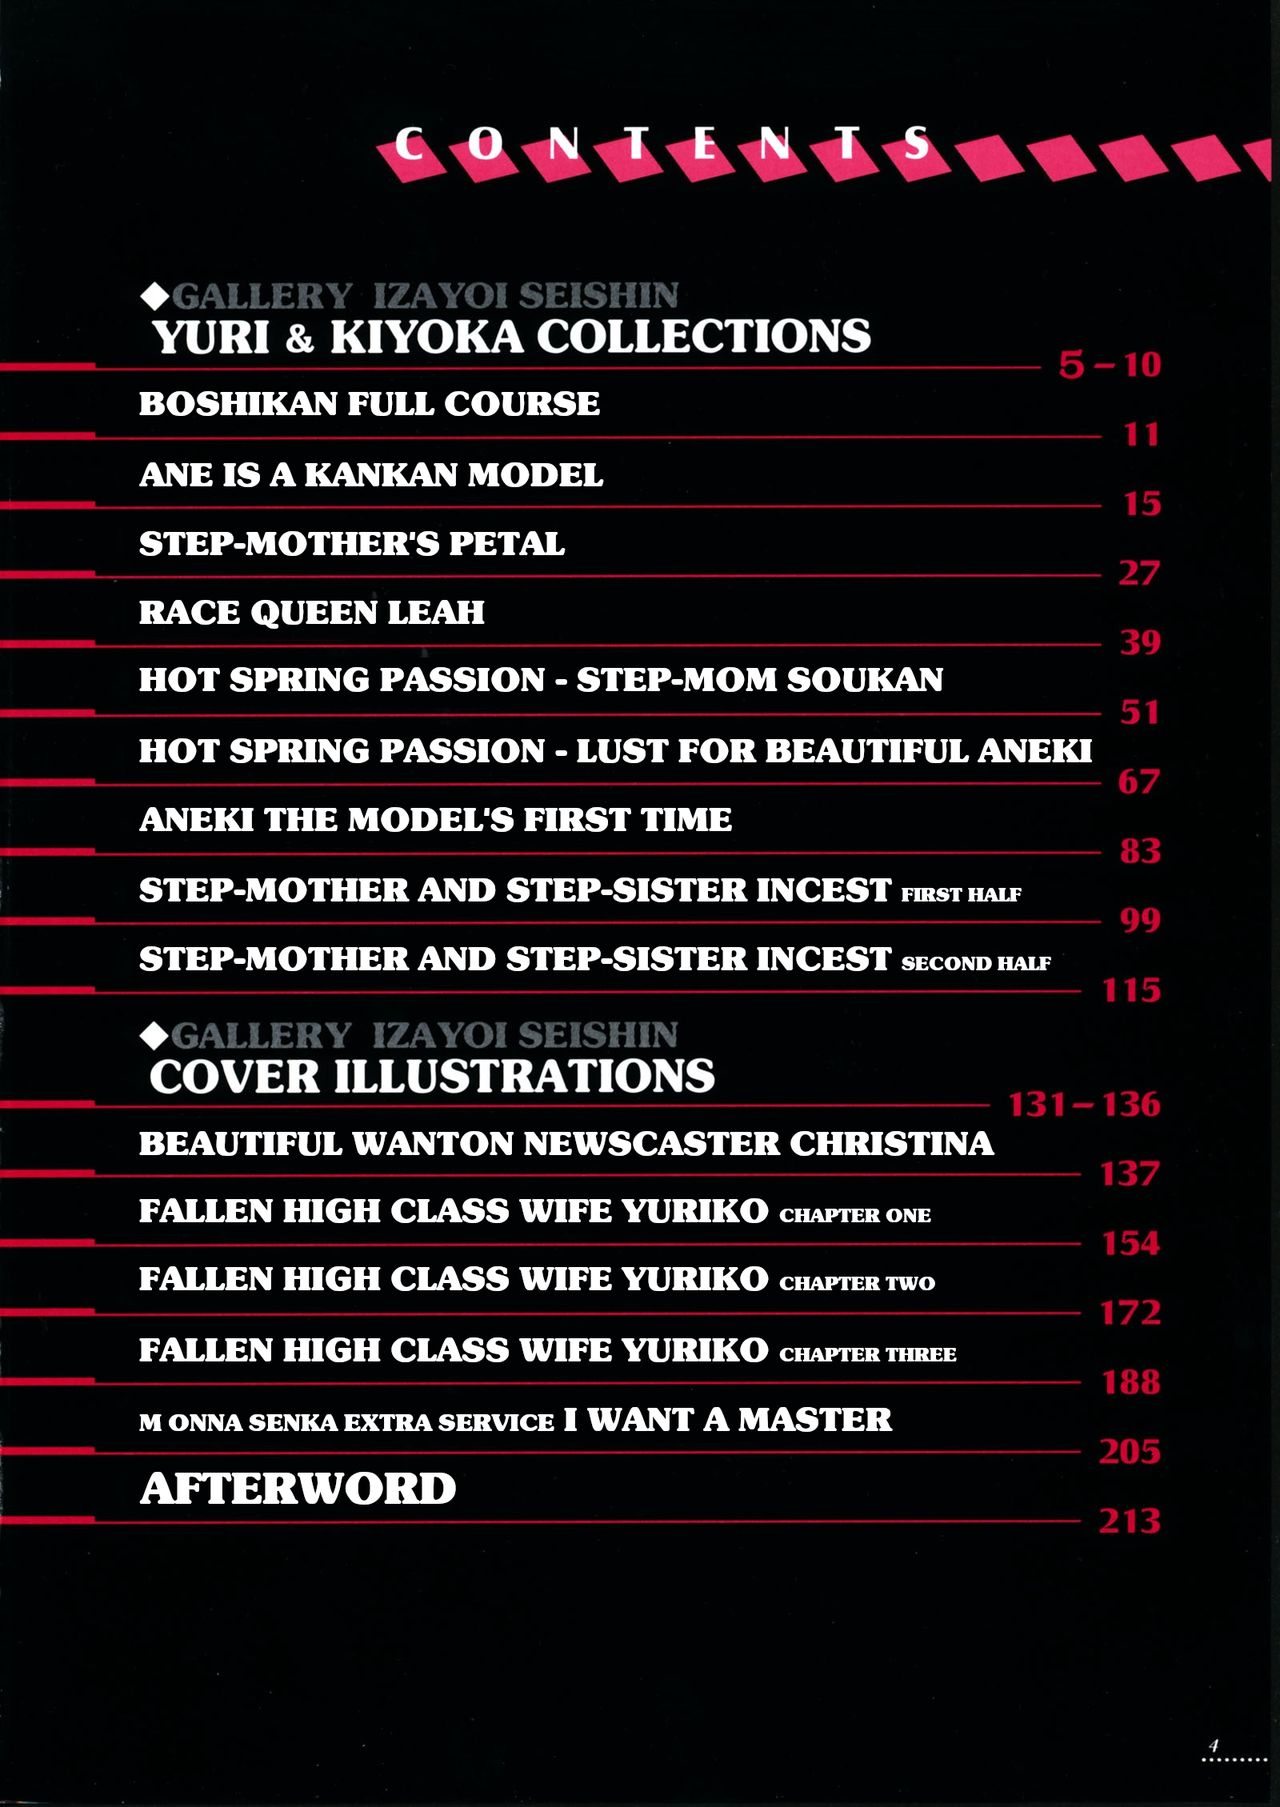 CONTENTS
◆GALLERY IZAYOI SEISHIN
YURI & KIYOKA COLLECTIONS
5–10
BOSHIKAN FULL COURSE
11
ANE IS A KANKAN MODEL
15
STEP-MOTHER'S PETAL
27
RACE QUEEN LEAH
39
HOT SPRING PASSION - STEP-MOM SOUKAN
51
HOT SPRING PASSION - LUST FOR BEAUTIFUL ANEKI
67
ANEKI THE MODEL'S FIRST TIME
83
STEP-MOTHER AND STEP-SISTER INCEST FIRST HALF
99
STEP-MOTHER AND STEP-SISTER INCEST SECOND HALF
115
◆GALLERY IZAYOI SEISHIN
COVER ILLUSTRATIONS
131–136
BEAUTIFUL WANTON NEWSCASTER CHRISTINA
137
FALLEN HIGH CLASS WIFE YURIKO CHAPTER ONE
154
FALLEN HIGH CLASS WIFE YURIKO CHAPTER TWO
172
FALLEN HIGH CLASS WIFE YURIKO CHAPTER THREE
188
M ONNA SENKA EXTRA SERVICE I WANT A MASTER
205
AFTERWORD
213
4